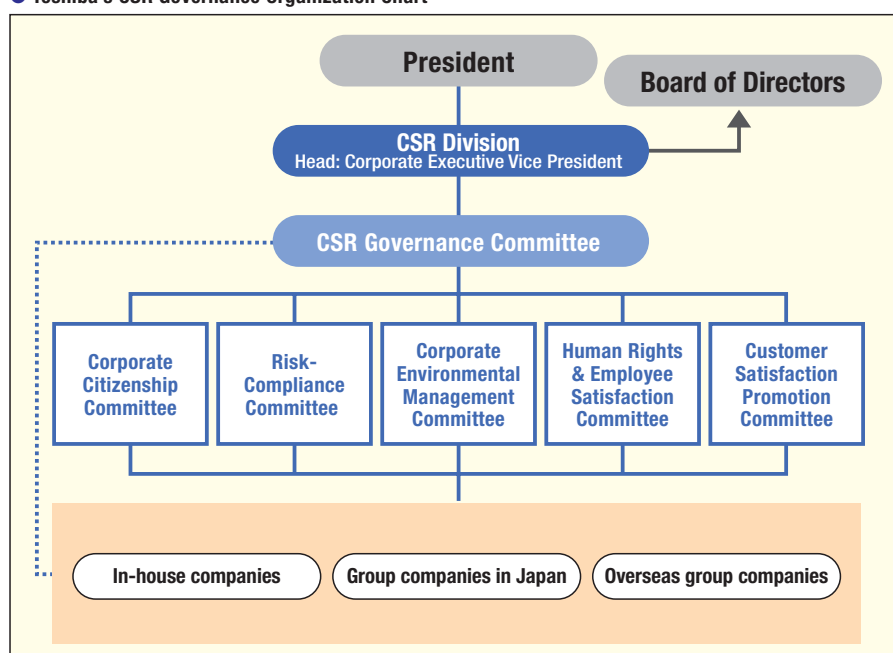 President
Board of Directors
CSR Division
Head: Corporate Executive Vice President
CSR Governance Committee
Corporate
Citizenship
Committee
Risk-
Compliance
Committee
Corporate
Environmental
Management
Committee
Human Rights
& Employee
Satisfaction
Committee
Customer
Satisfaction
Promotion
Committee
In-house companies
Group companies in Japan
Overseas group companies